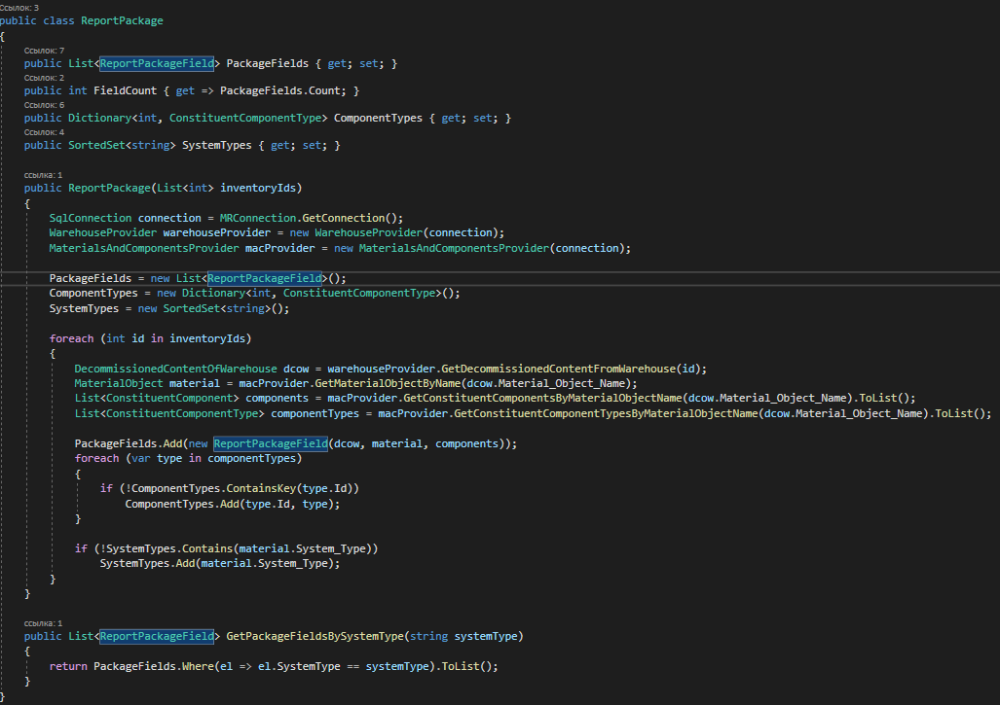 Ссылок: 3
public class ReportPackage
{
Ссылок: 7
public List<ReportPackageField> PackageFields { get; set; }
Ссылок: 2
public int FieldCount { get => PackageFields.Count; }
Ссылок: 6
public Dictionary<int, ConstituentComponentType> ComponentTypes { get; set; }
Ссылок: 4
public SortedSet<string> SystemTypes { get; set; }
ссылка: 1
public ReportPackage(List<int> inventoryIds)
{
SqlConnection connection = MRConnection.GetConnection();
WarehouseProvider warehouseProvider = new WarehouseProvider(connection);
MaterialsAndComponentsProvider macProvider = new MaterialsAndComponentsProvider(connection);
PackageFields = new List<ReportPackageField>();
ComponentTypes = new Dictionary<int, ConstituentComponentType>();
SystemTypes = new SortedSet<string>();
foreach (int id in inventoryIds)
{
DecommissionedContentOfWarehouse dcow = warehouseProvider.GetDecommissionedContentFromWarehouse(id);
MaterialObject material = macProvider.GetMaterialObjectByName(dcow.Material_Object_Name);
List<ConstituentComponent> components = macProvider.GetConstituentComponentsByMaterialObjectName(dcow.Material_Object_Name).ToList();
List<ConstituentComponentType> componentTypes = macProvider.GetConstituentComponentTypesByMaterialObjectName(dcow.Material_Object_Name).ToList();
PackageFields.Add(new ReportPackageField(dcow, material, components));
foreach (var type in componentTypes)
{
if (!ComponentTypes.ContainsKey(type.Id))
ComponentTypes.Add(type.Id, type);
}
if (!SystemTypes.Contains(material.System_Type))
SystemTypes.Add(material.System_Type);
}
}
ссылка: 1
public List<ReportPackageField> GetPackageFieldsBySystemType(string systemType)
{
return PackageFields.Where(el => el.SystemType == systemType).ToList();
}
}